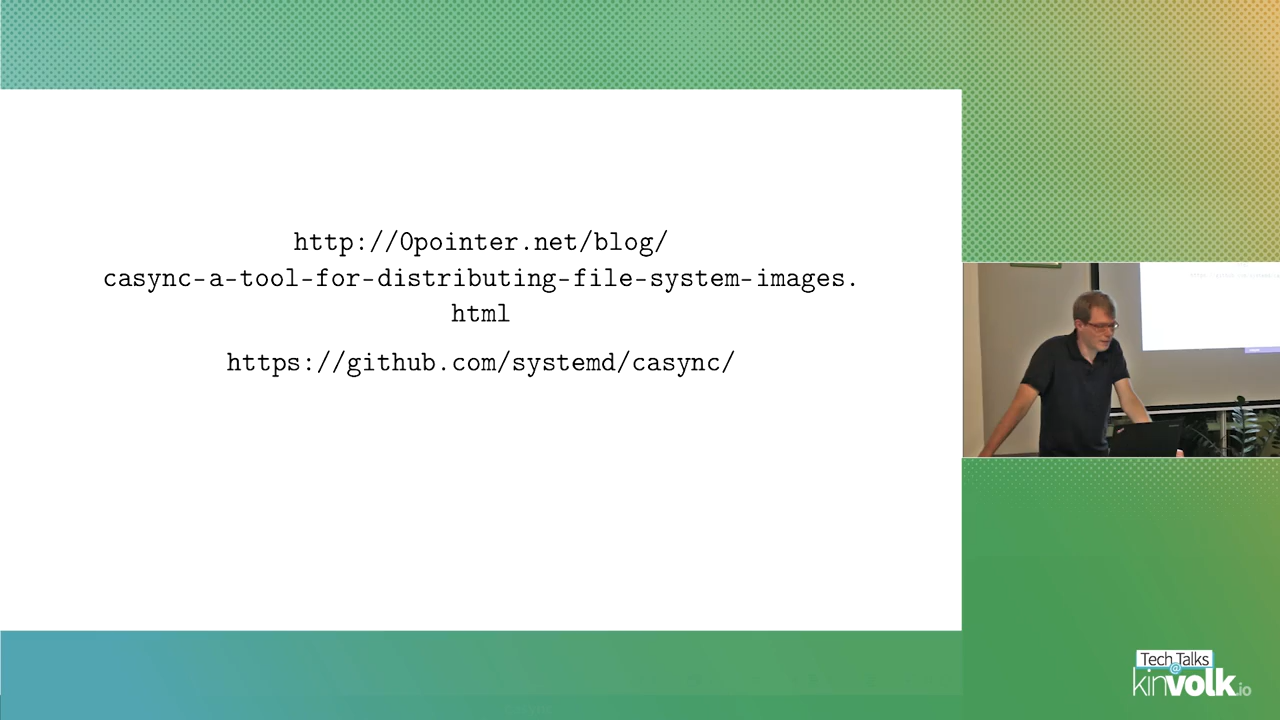 http://0pointer.net/blog/
casync-a-tool-for-distributing-file-system-images.
html
https://github.com/systemd/casync/
Tech Talks
@
kinvolk.io